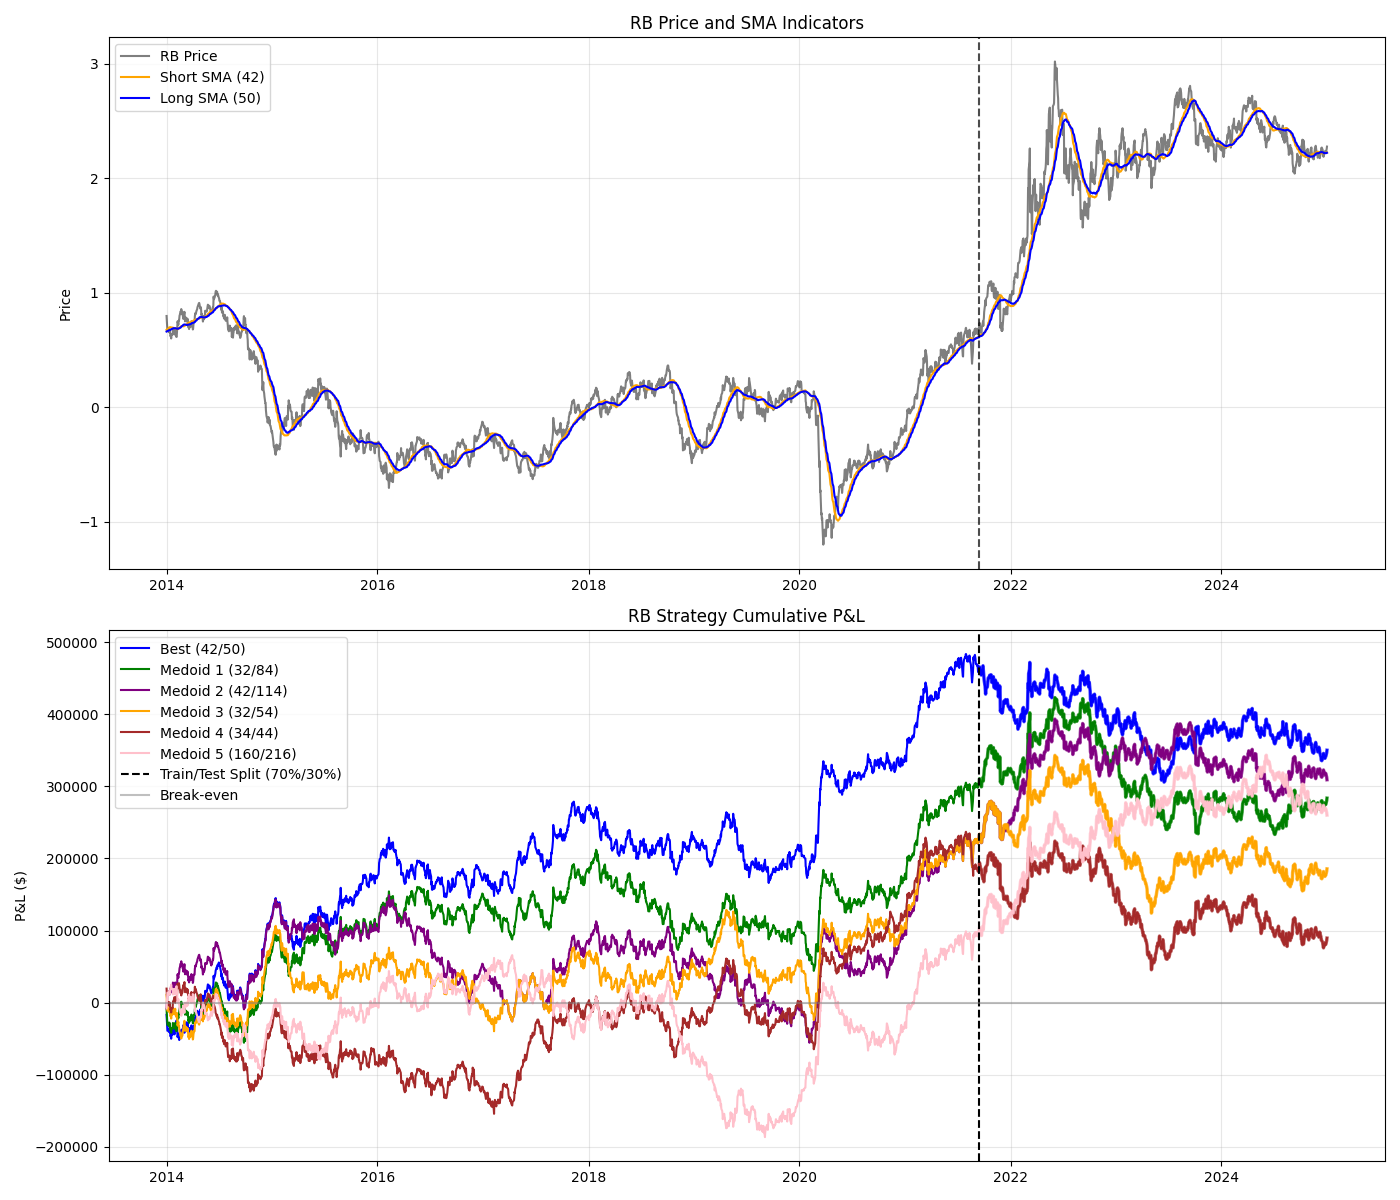 RB Price and SMA Indicators
RB Price
Short SMA (42)
Long SMA (50)
Price
3
2
1
0
−1
2014 2016 2018 2020 2022 2024
RB Strategy Cumulative P&L
Best (42/50)
Medoid 1 (32/84)
Medoid 2 (42/114)
Medoid 3 (32/54)
Medoid 4 (34/44)
Medoid 5 (160/216)
Train/Test Split (70%/30%)
Break-even
P&L ($)
500000
400000
300000
200000
100000
0
−100000
−200000
2014 2016 2018 2020 2022 2024